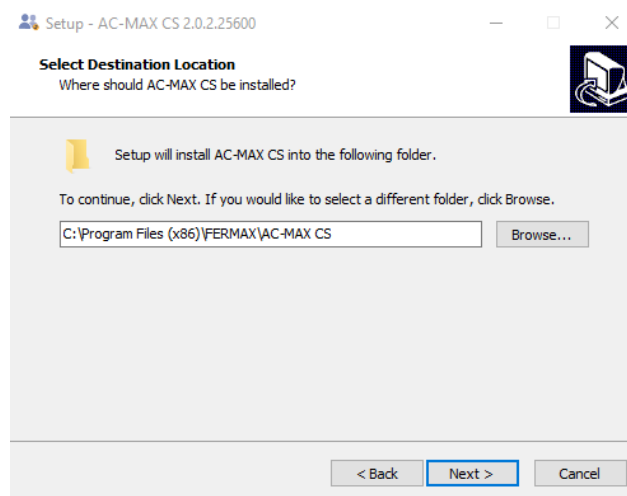 Setup - AC-MAX CS 2.0.2.25600
Select Destination Location
Where should AC-MAX CS be installed?
Setup will install AC-MAX CS into the following folder.
To continue, click Next. If you would like to select a different folder, click Browse.
C:\Program Files (x86)\FERMAX\AC-MAX CS
Browse...
< Back
Next >
Cancel